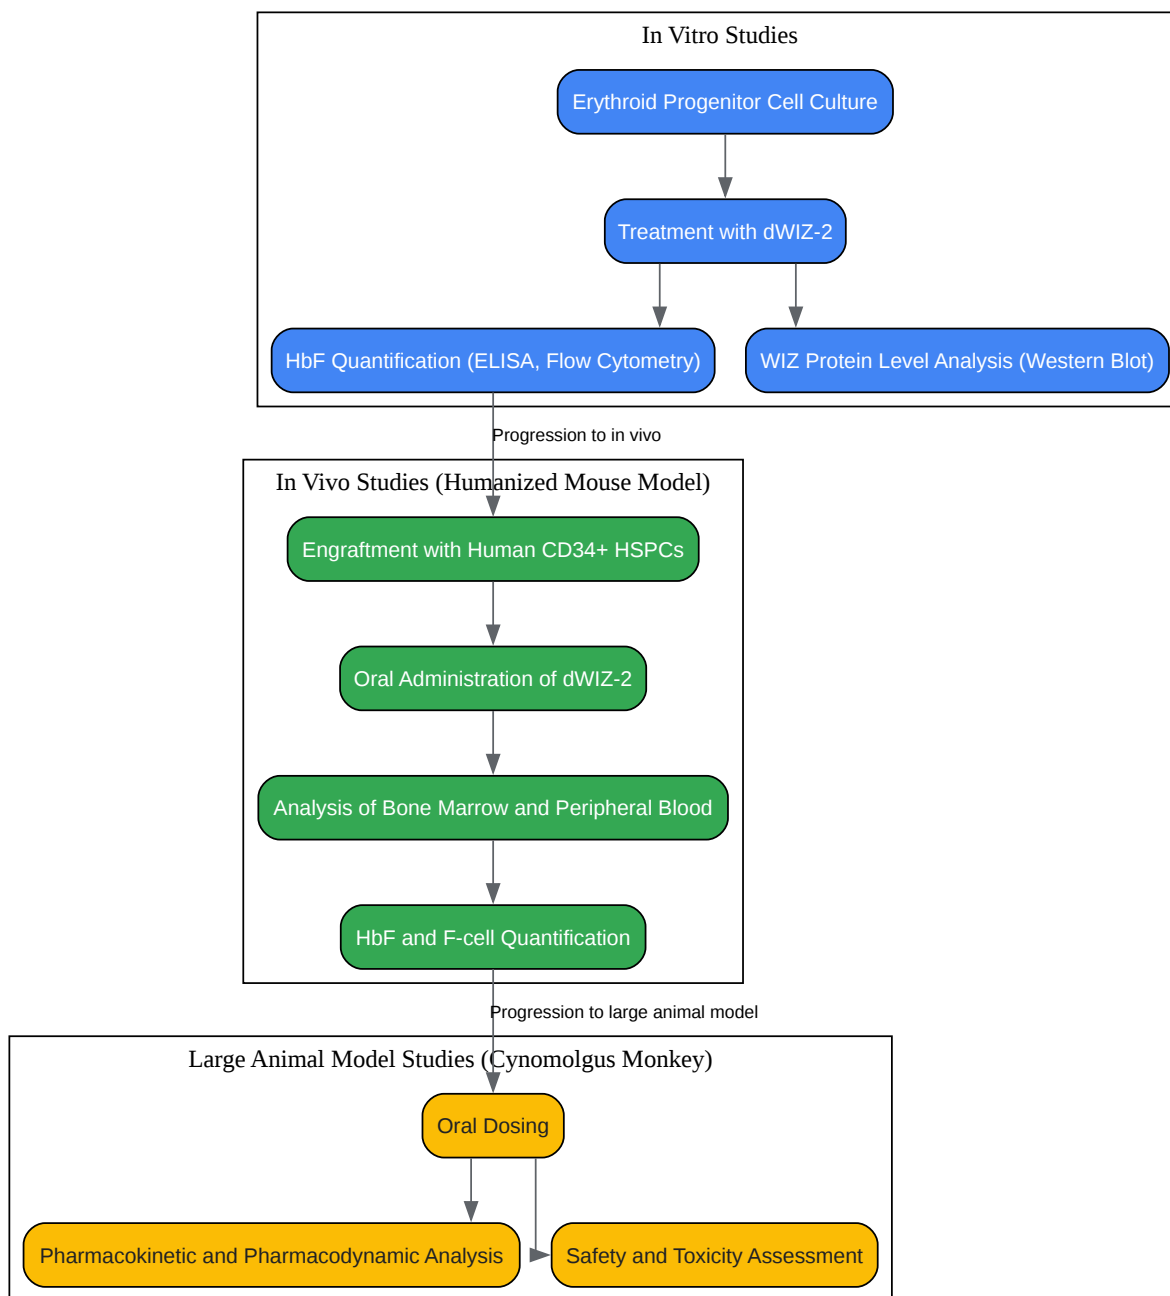 In Vitro Studies
Erythroid Progenitor Cell Culture
Treatment with dWIZ-2
HbF Quantification (ELISA, Flow Cytometry)
WIZ Protein Level Analysis (Western Blot)
Progression to in vivo
In Vivo Studies (Humanized Mouse Model)
Engraftment with Human CD34+ HSPCs
Oral Administration of dWIZ-2
Analysis of Bone Marrow and Peripheral Blood
HbF and F-cell Quantification
Progression to large animal model
Large Animal Model Studies (Cynomolgus Monkey)
Oral Dosing
Pharmacokinetic and Pharmacodynamic Analysis
Safety and Toxicity Assessment